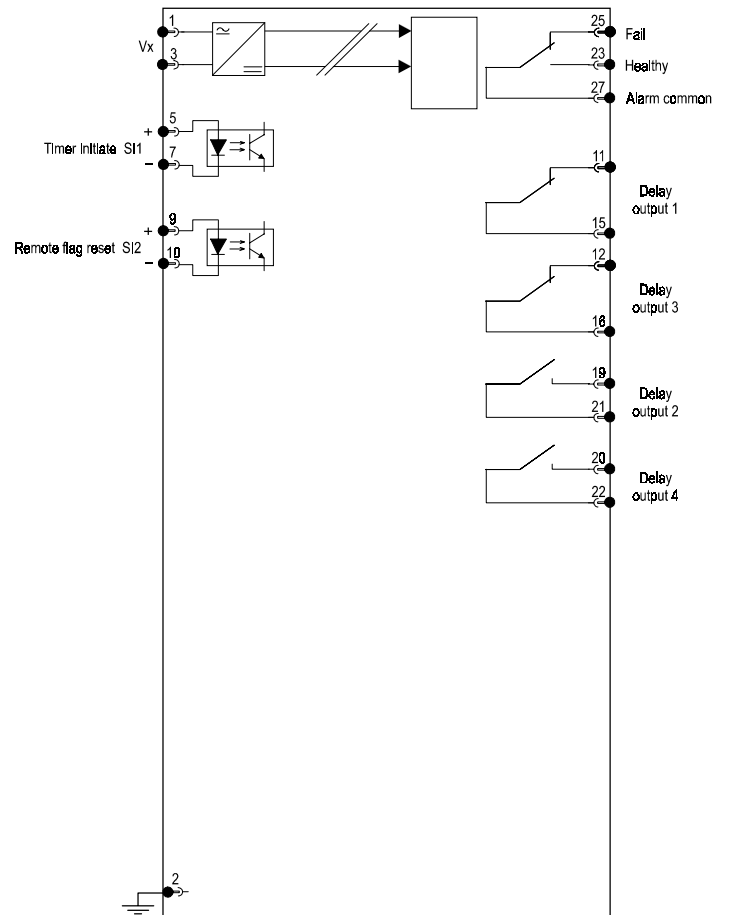 1
Vx
3
5
+
Timer initiate SI1
7
−
9
+
Remote flag reset SI2
10
−
2
25
Fail
23
Healthy
27
Alarm common
11
Delay
output 1
15
12
Delay
output 3
16
19
Delay
output 2
21
20
Delay
output 4
22